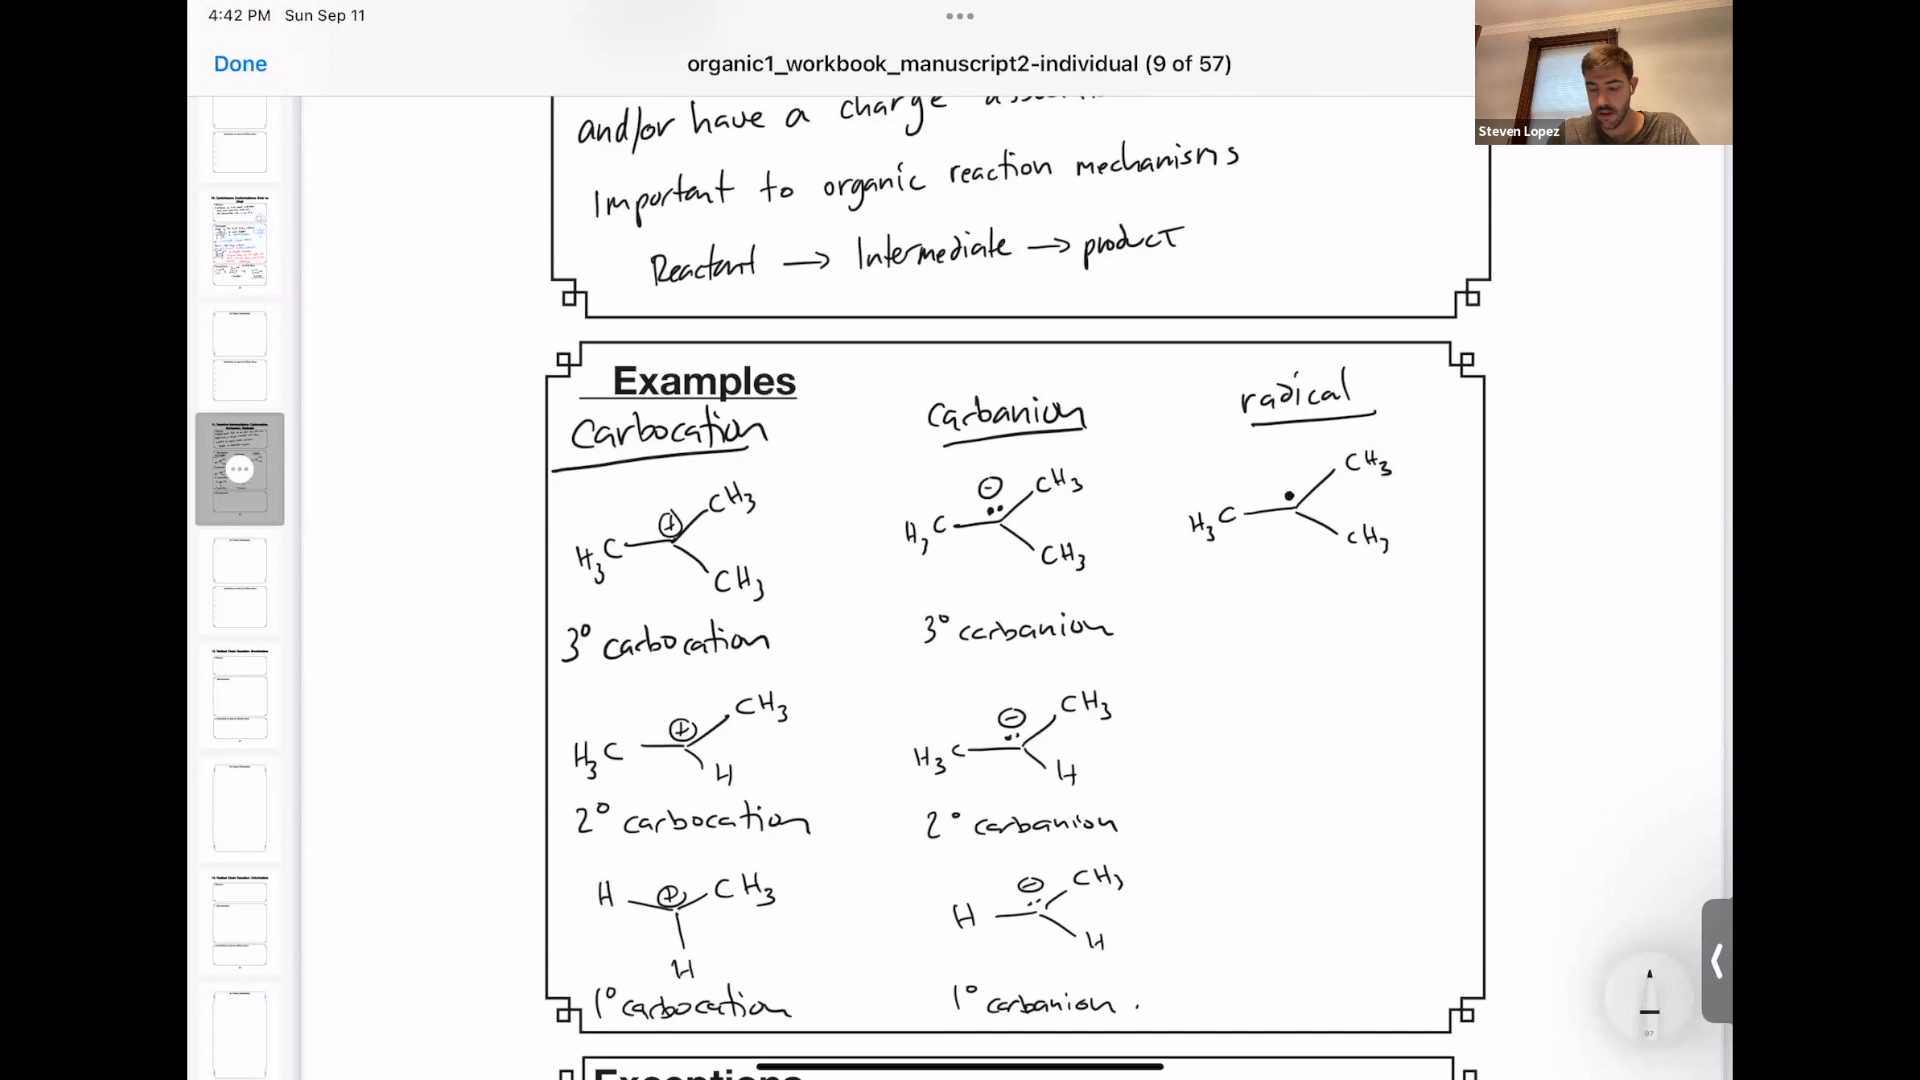 4:42 PM Sun Sep 11
Done
organic1_workbook_manuscript2-individual (9 of 57)
Steven Lopez
and/or have a charge
Important to organic reaction mechanisms
Reactant → Intermediate → product
Examples
Carbocation
Carbanion
radical
H3C ⊕ CH3 CH3
H3C ⊖ CH3 CH3
H3C CH3 CH3
3° carbocation
3° carbanion
H3C ⊕ CH3 H
H3C ⊖ CH3 H
2° carbocation
2° carbanion
H ⊕ CH3 H
H ⊖ CH3 H
1° carbocation
1° carbanion.
Exceptions
97